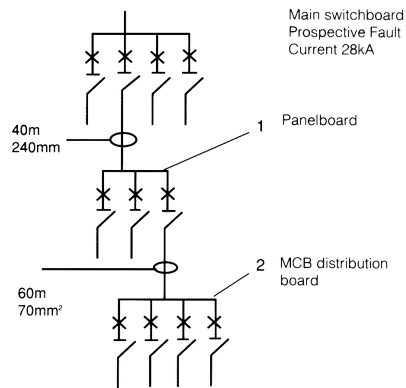 Main switchboard
Prospective Fault
Current 28kA
40m
240mm
1 Panelboard
60m
70mm²
2 MCB distribution
board